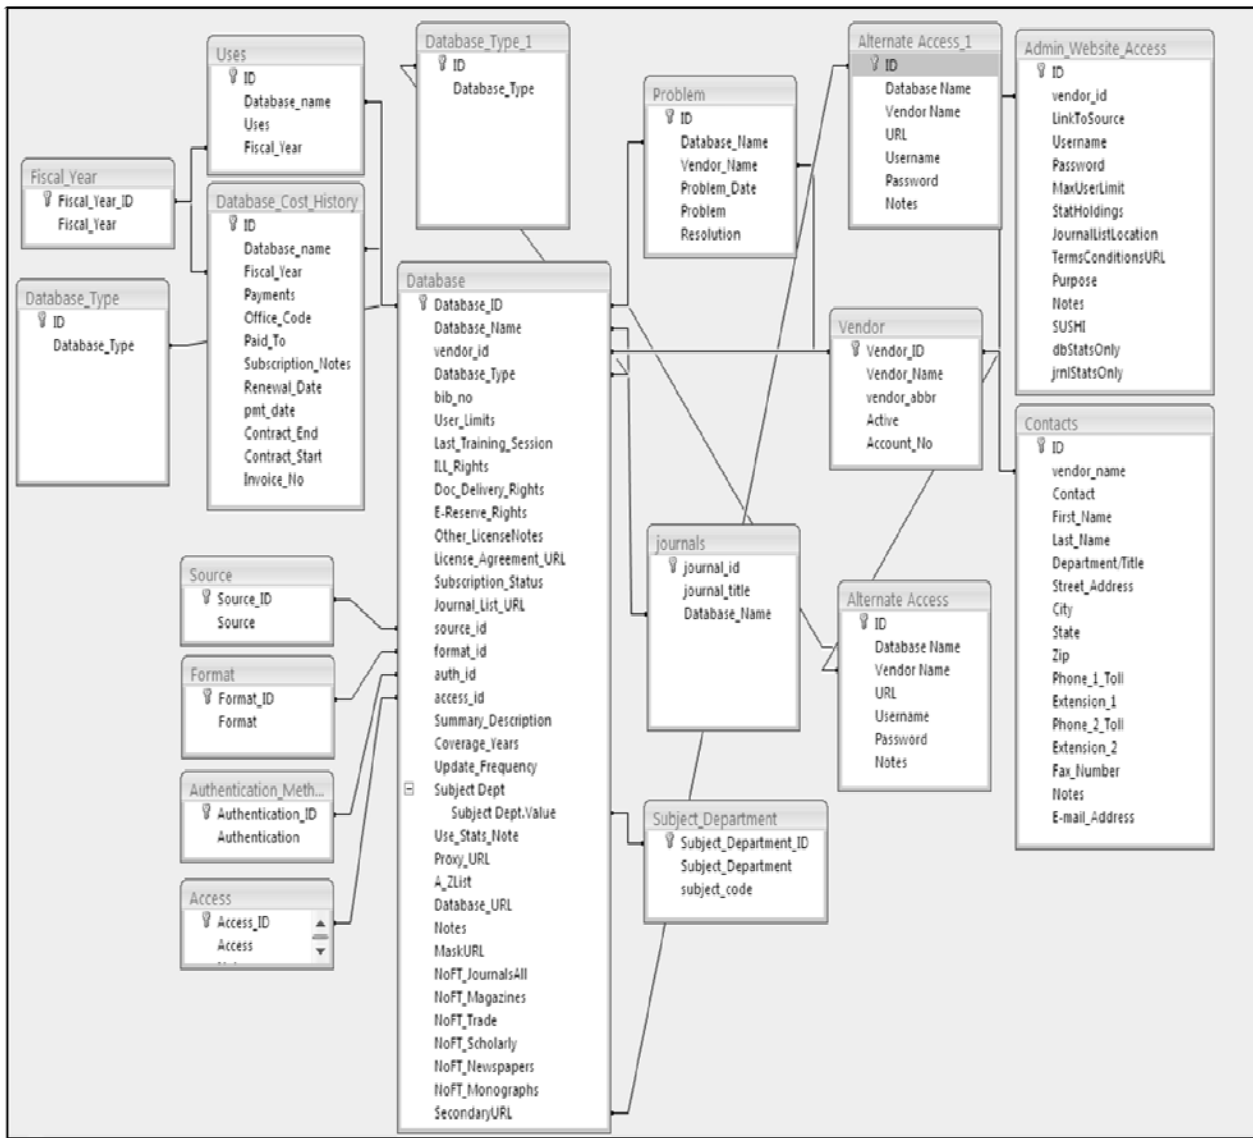 Uses
ID
Database_name
Uses
Fiscal_Year
Fiscal_Year
Fiscal_Year_ID
Fiscal_Year
Database_Type
ID
Database_Type
Database_Cost_History
ID
Database_name
Fiscal_Year
Payments
Office_Code
Paid_To
Subscription_Notes
Renewal_Date
pmt_date
Contract_End
Contract_Start
Invoice_No
Source
Source_ID
Source
Format
Format_ID
Format
Authentication_Meth...
Authentication_ID
Authentication
Access
Access_ID
Access
Database_Type_1
ID
Database_Type
Database
Database_ID
Database_Name
vendor_id
Database_Type
bib_no
User_Limits
Last_Training_Session
ILL_Rights
Doc_Delivery_Rights
E-Reserve_Rights
Other_LicenseNotes
License_Agreement_URL
Subscription_Status
Journal_List_URL
source_id
format_id
auth_id
access_id
Summary_Description
Coverage_Years
Update_Frequency
Subject Dept
Subject Dept.Value
Use_Stats_Note
Proxy_URL
A_ZList
Database_URL
Notes
MaskURL
NoFT_JournalsAll
NoFT_Magazines
NoFT_Trade
NoFT_Scholarly
NoFT_Newspapers
NoFT_Monographs
SecondaryURL
Problem
ID
Database_Name
Vendor_Name
Problem_Date
Problem
Resolution
journals
journal_id
journal_title
Database_Name
Subject_Department
Subject_Department_ID
Subject_Department
subject_code
Alternate Access_1
ID
Database Name
Vendor Name
URL
Username
Password
Notes
Vendor
Vendor_ID
Vendor_Name
vendor_abbr
Active
Account_No
Alternate Access
ID
Database Name
Vendor Name
URL
Username
Password
Notes
Admin_Website_Access
ID
vendor_id
LinkToSource
Username
Password
MaxUserLimit
StatHoldings
JournalListLocation
TermsConditionsURL
Purpose
Notes
SUSHI
dbStatsOnly
jrnlStatsOnly
Contacts
ID
vendor_name
Contact
First_Name
Last_Name
Department/Title
Street_Address
City
State
Zip
Phone_1_Toll
Extension_1
Phone_2_Toll
Extension_2
Fax_Number
Notes
E-mail_Address